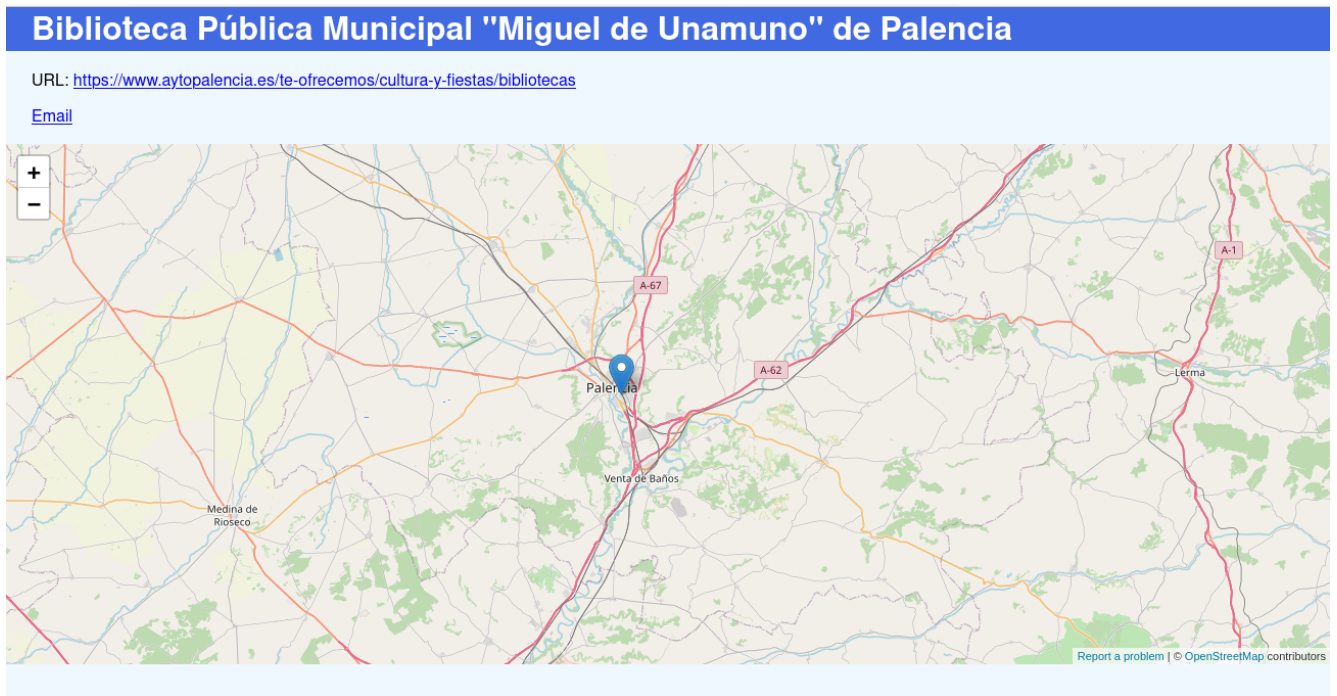 Biblioteca Pública Municipal "Miguel de Unamuno" de Palencia
URL: https://www.aytopalencia.es/te-ofrecemos/cultura-y-fiestas/bibliotecas
Email
+
−
A-1
A-67
A-62
Lerma
Palencia
Venta de Baños
Medina de
Rioseco
Report a problem | © OpenStreetMap contributors